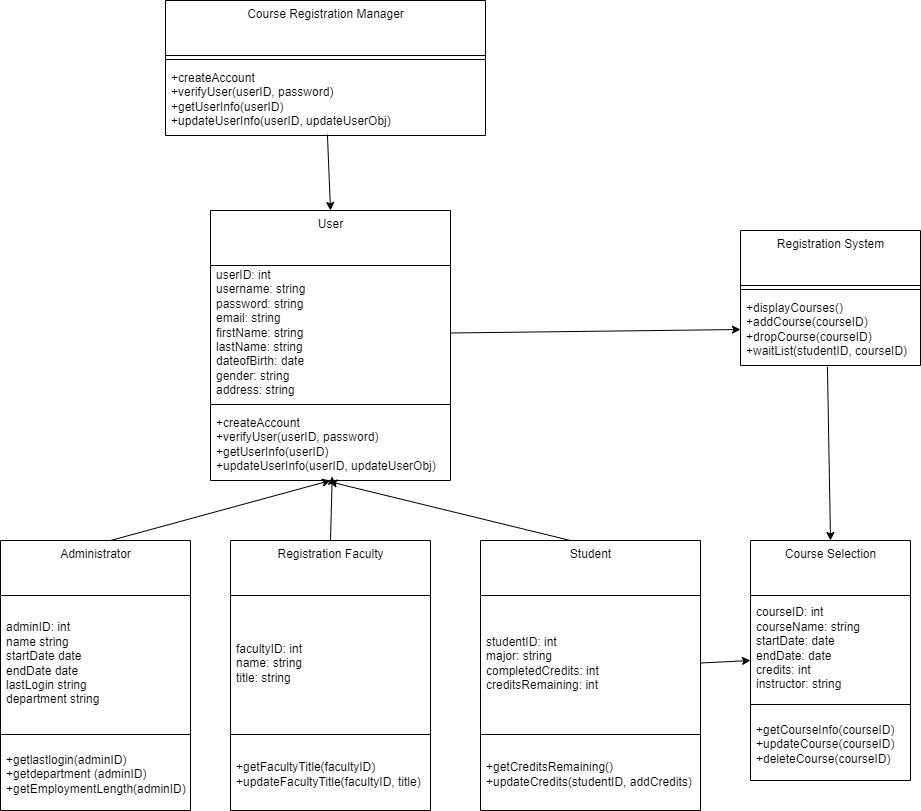 Course Registration Manager
+createAccount
+verifyUser(userID, password)
+getUserInfo(userID)
+updateUserInfo(userID, updateUserObj)
User
userID: int
username: string
password: string
email: string
firstName: string
lastName: string
dateofBirth: date
gender: string
address: string
+createAccount
+verifyUser(userID, password)
+getUserInfo(userID)
+updateUserInfo(userID, updateUserObj)
Registration System
+displayCourses()
+addCourse(courseID)
+dropCourse(courseID)
+waitList(studentID, courseID)
Administrator
adminID: int
name string
startDate date
endDate date
lastLogin string
department string
+getlastlogin(adminID)
+getdepartment (adminID)
+getEmploymentLength(adminID)
Registration Faculty
facultyID: int
name: string
title: string
+getFacultyTitle(facultyID)
+updateFacultyTitle(facultyID, title)
Student
studentID: int
major: string
completedCredits: int
creditsRemaining: int
+getCreditsRemaining()
+updateCredits(studentID, addCredits)
Course Selection
courseID: int
courseName: string
startDate: date
endDate: date
credits: int
instructor: string
+getCourseInfo(courseID)
+updateCourse(courseID)
+deleteCourse(courseID)